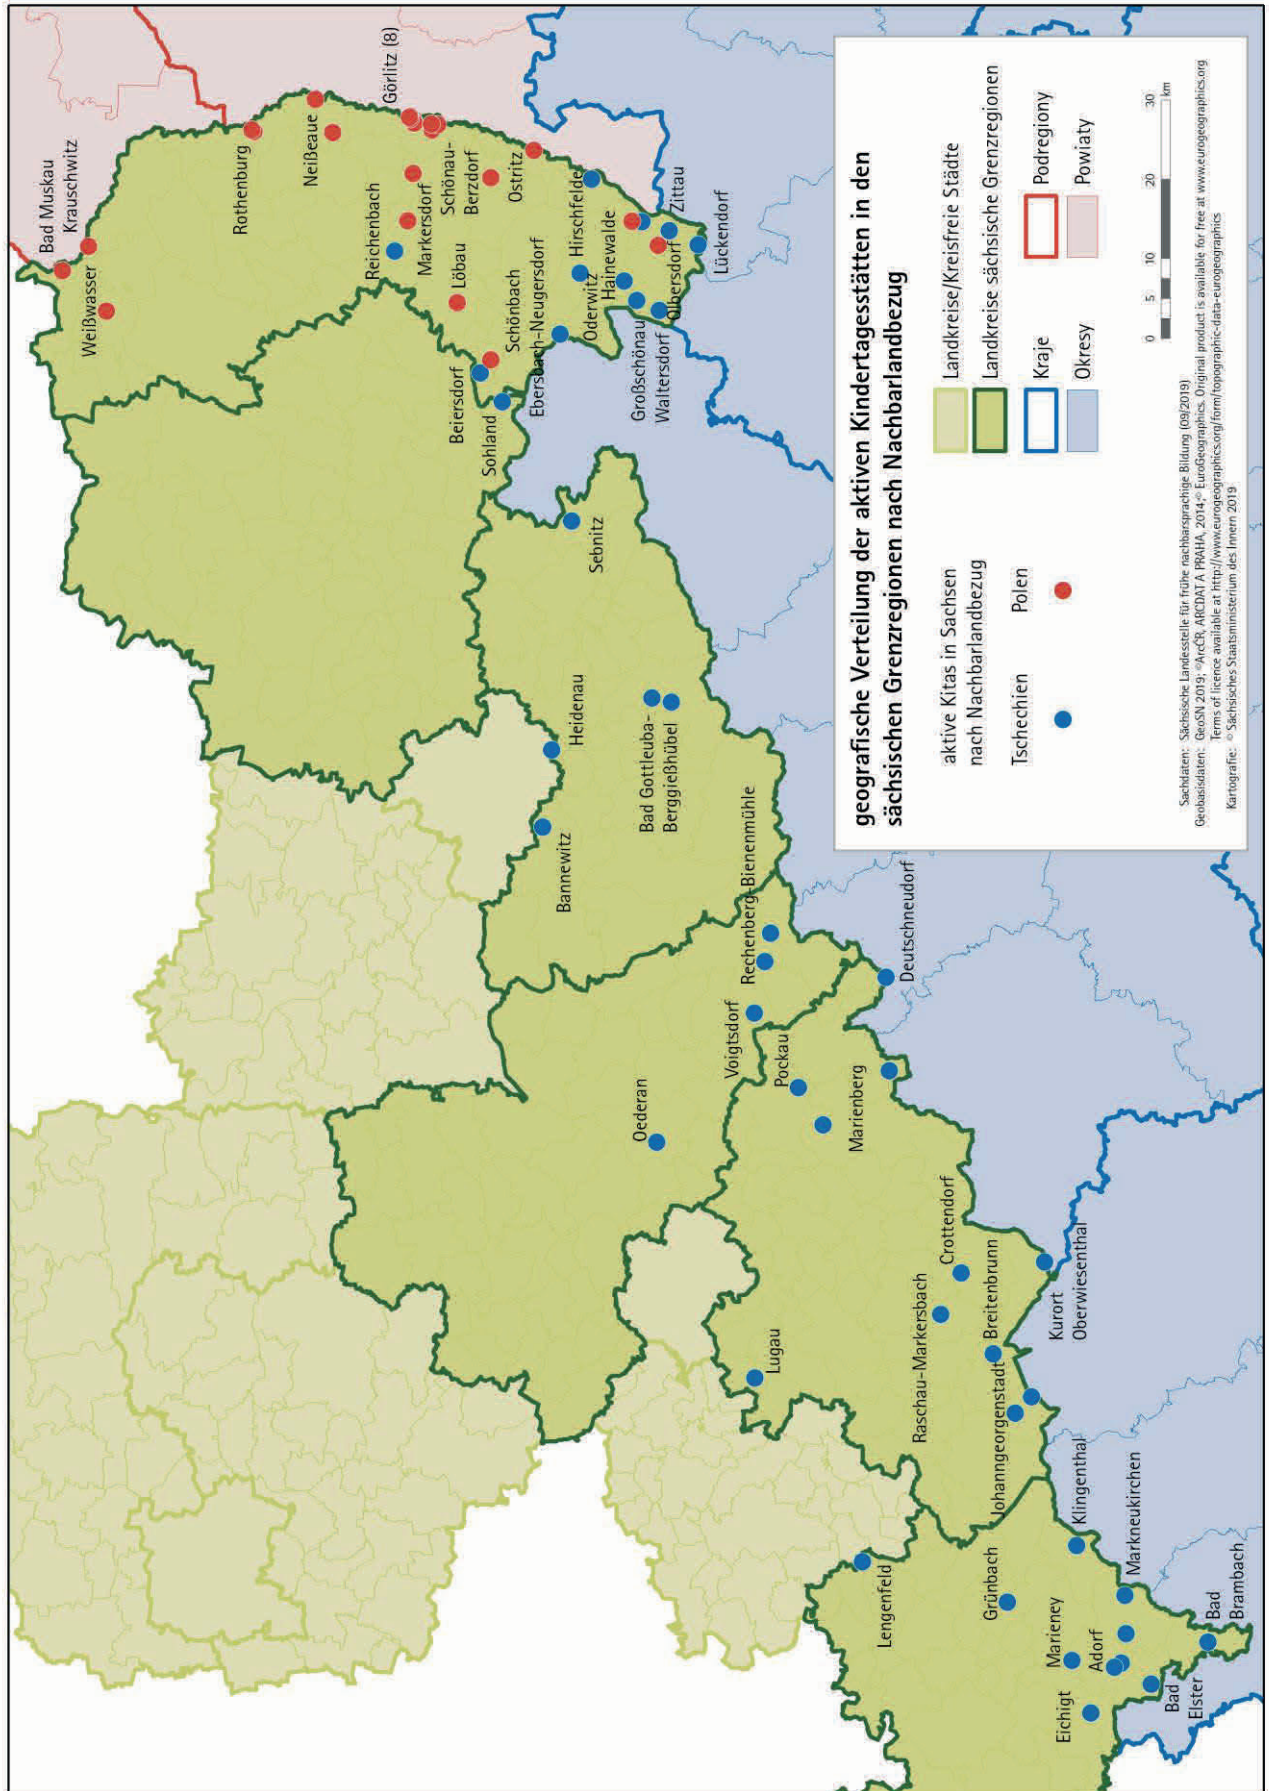 Bad Muskau
Krauschwitz
Weißwasser
Rothenburg
Neißeaue
Görlitz (8)
Reichenbach
Markersdorf
Schönau-
Berzdorf
Ostritz
Löbau
Hirschfelde
Zittau
Schönbach
Ebersbach-Neugersdorf
Oderwitz
Hainewalde
Olbersdorf
Lückendorf
Beiersdorf
Sohland
Großschönau
Waltersdorf
Sebnitz
Heidenau
Bad Gottleuba-
Berggießhübel
Bannewitz
Rechenberg-Bienenmühle
Deutschneudorf
Voigtsdorf
Pockau
Oederan
Marienberg
Crottendorf
Raschau-Markersbach
Breitenbrunn
Kurort
Oberwiesenthal
Lugau
Johanngeorgenstadt
Klingenthal
Markneukirchen
Lengenfeld
Grünbach
Marieney
Adorf
Eichigt
Bad
Elster
Bad
Brambach
geografische Verteilung der aktiven Kindertagesstätten in den
sächsischen Grenzregionen nach Nachbarlandbezug
aktive Kitas in Sachsen
nach Nachbarlandbezug
Tschechien
Polen
Landkreise/Kreisfreie Städte
Landkreise sächsische Grenzregionen
Kraje
Podregiony
Okresy
Powiaty
0 5 10 20 30
km
Sachdaten: Sächsische Landesstelle für frühe nachbarsprachige Bildung (09/2019)
Geobasisdaten: GeoSN 2019; ©ArcČR, ARCDAT A PRAHA, 2014;© EuroGeographics. Original product is available for free at www.eurogeographics.org
Terms of licence available at http://www.eurogeographics.org/form/topographic-data-eurogeographics
Kartografie: © Sächsisches Staatsministerium des Innern 2019